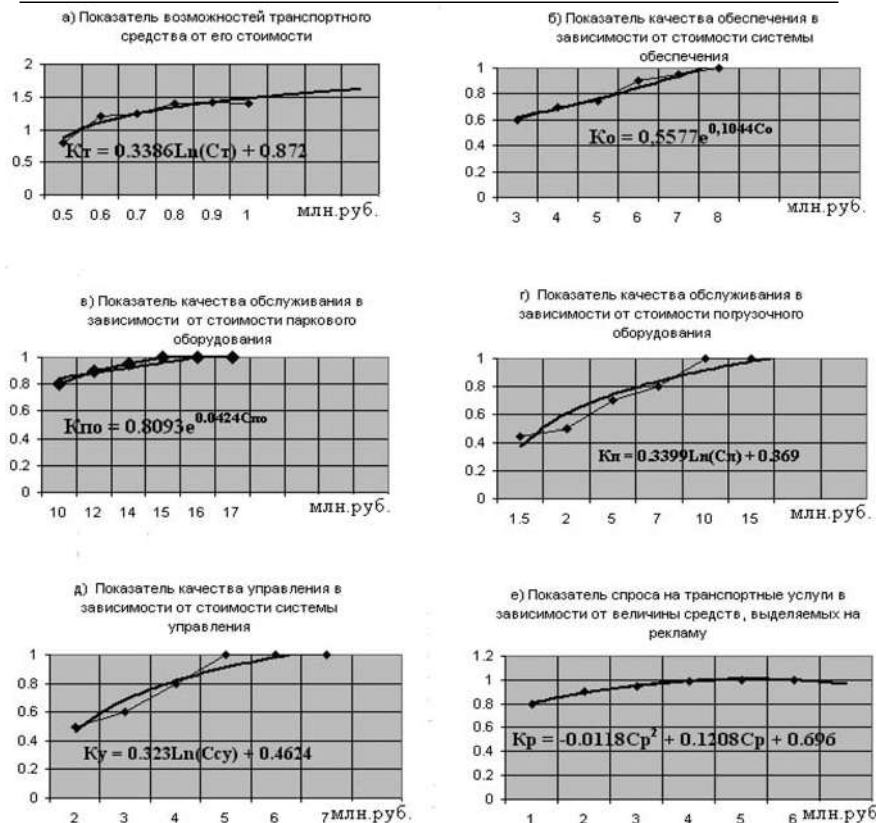 а) Показатель возможностей транспортного
средства от его стоимости
2
1.5
1
0.5
0
Кт = 0.3386Ln(Ст) + 0.872
0.5 0.6 0.7 0.8 0.9 1 млн.руб.
б) Показатель качества обеспечения в
зависимости от стоимости системы
обеспечения
1
0.8
0.6
0.4
0.2
0
Ко = 0,5577e^0,1044Со
3 4 5 6 7 8 млн.руб.
в) Показатель качества обслуживания в
зависимости от стоимости паркового
оборудования
1
0.8
0.6
0.4
0.2
0
Кпо = 0.8093e^0.0424Спо
10 12 14 15 16 17 млн.руб.
г) Показатель качества обслуживания в
зависимости от стоимости погрузочного
оборудования
1
0.8
0.6
0.4
0.2
0
Кп = 0.3399Ln(Сп) + 0.369
1.5 2 5 7 10 15 млн.руб.
д) Показатель качества управления в
зависимости от стоимости системы
управления
1
0.8
0.6
0.4
0.2
0
Ку = 0.323Ln(Ссу) + 0.4624
2 3 4 5 6 7 млн.руб.
е) Показатель спроса на транспортные услуги в
зависимости от величины средств, выделяемых на
рекламу
1.2
1
0.8
0.6
0.4
0.2
0
Кр = -0.0118Ср² + 0.1208Ср + 0.696
1 2 3 4 5 6 млн.руб.